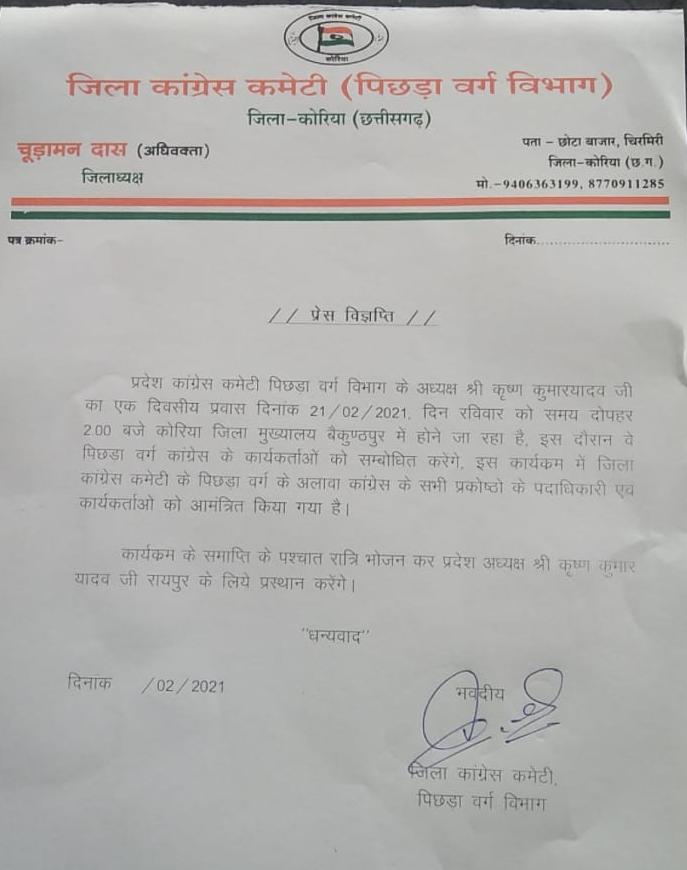 जिला कांग्रेस कमेटी
कोरिया
जिला कांग्रेस कमेटी (पिछड़ा वर्ग विभाग)
जिला-कोरिया (छत्तीसगढ़)
चूड़ामन दास (अधिवक्ता)
जिलाध्यक्ष
पता - छोटा बाजार, चिरमिरी
जिला-कोरिया (छ.ग.)
मो.-9406363199, 8770911285
पत्र क्रमांक-
दिनांक................................
// प्रेस विज्ञप्ति //
प्रदेश कांग्रेस कमेटी पिछड़ा वर्ग विभाग के अध्यक्ष श्री कृष्ण कुमारयादव जी
का एक दिवसीय प्रवास दिनांक 21/02/2021, दिन रविवार को समय दोपहर
2.00 बजे कोरिया जिला मुख्यालय बैकुण्ठपुर में होने जा रहा है, इस दौरान वे
पिछड़ा वर्ग कांग्रेस के कार्यकर्ताओं को सम्बोधित करेंगे, इस कार्यकम में जिला
कांग्रेस कमेटी के पिछड़ा वर्ग के अलावा कांग्रेस के सभी प्रकोष्ठो के पदाधिकारी एवं
कार्यकर्ताओ को आमंत्रित किया गया है।
कार्यकम के समाप्ति के पश्चात रात्रि भोजन कर प्रदेश अध्यक्ष श्री कृष्ण कुमार
यादव जी रायपुर के लिये प्रस्थान करेंगे।
"धन्यवाद"
दिनांक /02/2021
भवदीय
जिला कांग्रेस कमेटी,
पिछड़ा वर्ग विभाग